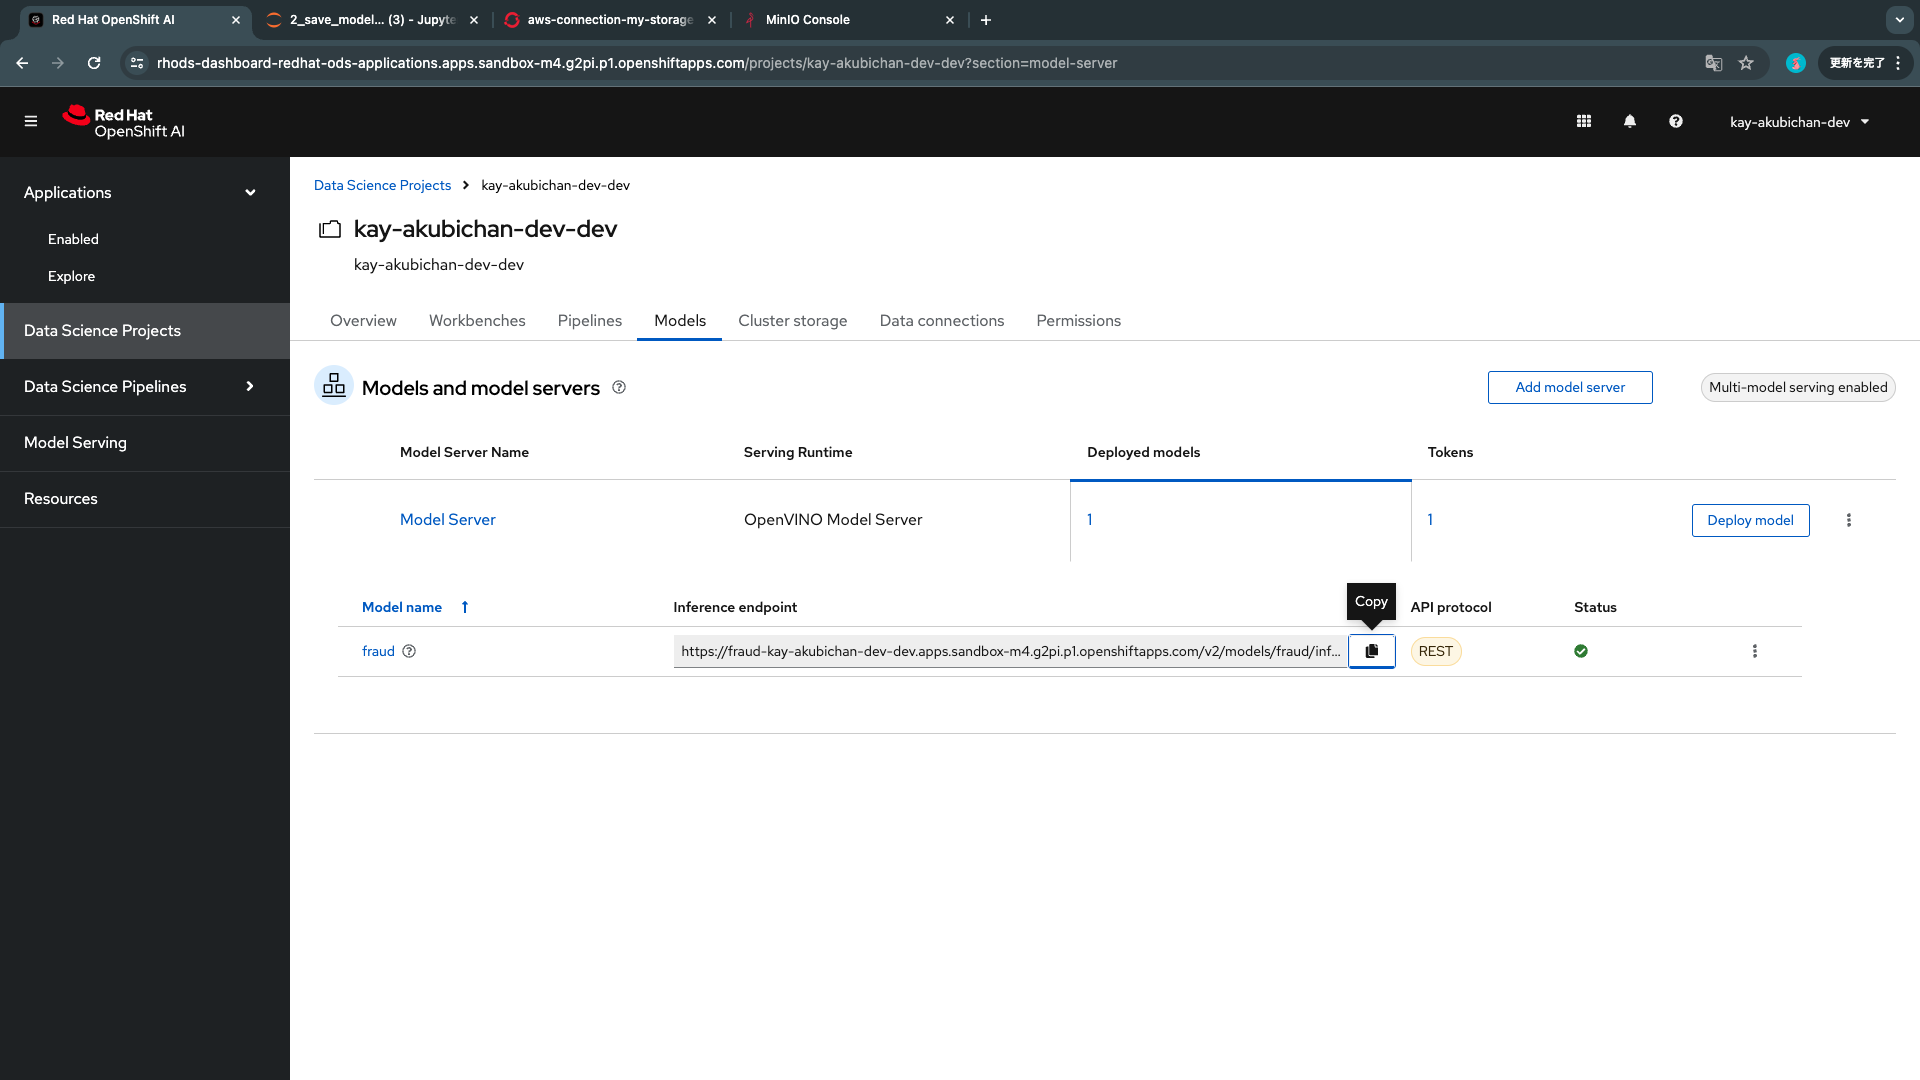 Red Hat OpenShift AI
2_save_model... (3) - Jupyte
aws-connection-my-storage
MinIO Console
rhods-dashboard-redhat-ods-applications.apps.sandbox-m4.g2pi.p1.openshiftapps.com/projects/kay-akubichan-dev-dev?section=model-server
更新を完了
Red Hat
OpenShift AI
kay-akubichan-dev
Applications
Enabled
Explore
Data Science Projects
Data Science Pipelines
Model Serving
Resources
Data Science Projects > kay-akubichan-dev-dev
kay-akubichan-dev-dev
kay-akubichan-dev-dev
Overview Workbenches Pipelines Models Cluster storage Data connections Permissions
Models and model servers
Add model server
Multi-model serving enabled
Model Server Name Serving Runtime Deployed models Tokens
Model Server OpenVINO Model Server 1 1 Deploy model
Copy
Model name Inference endpoint API protocol Status
fraud https://fraud-kay-akubichan-dev-dev.apps.sandbox-m4.g2pi.p1.openshiftapps.com/v2/models/fraud/inf... REST